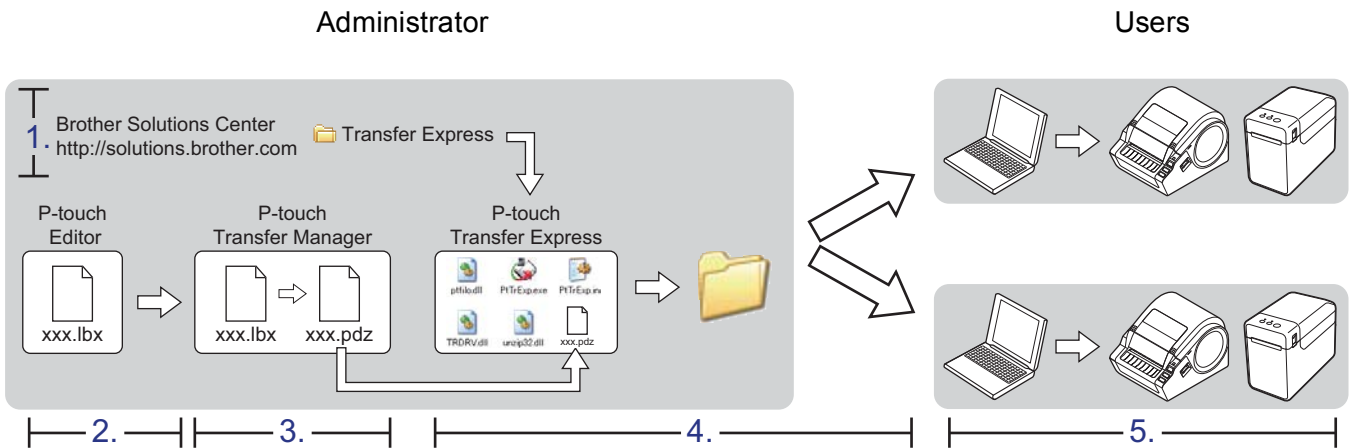 Administrator
Users
1.
Brother Solutions Center
http://solutions.brother.com
Transfer Express
P-touch
Editor
xxx.lbx
P-touch
Transfer Manager
xxx.lbx
xxx.pdz
P-touch
Transfer Express
ptfilo.dll
PtTrExp.exe
TRDRV.dll
unzip32.dll
xxx.pdz
2.
3.
4.
5.